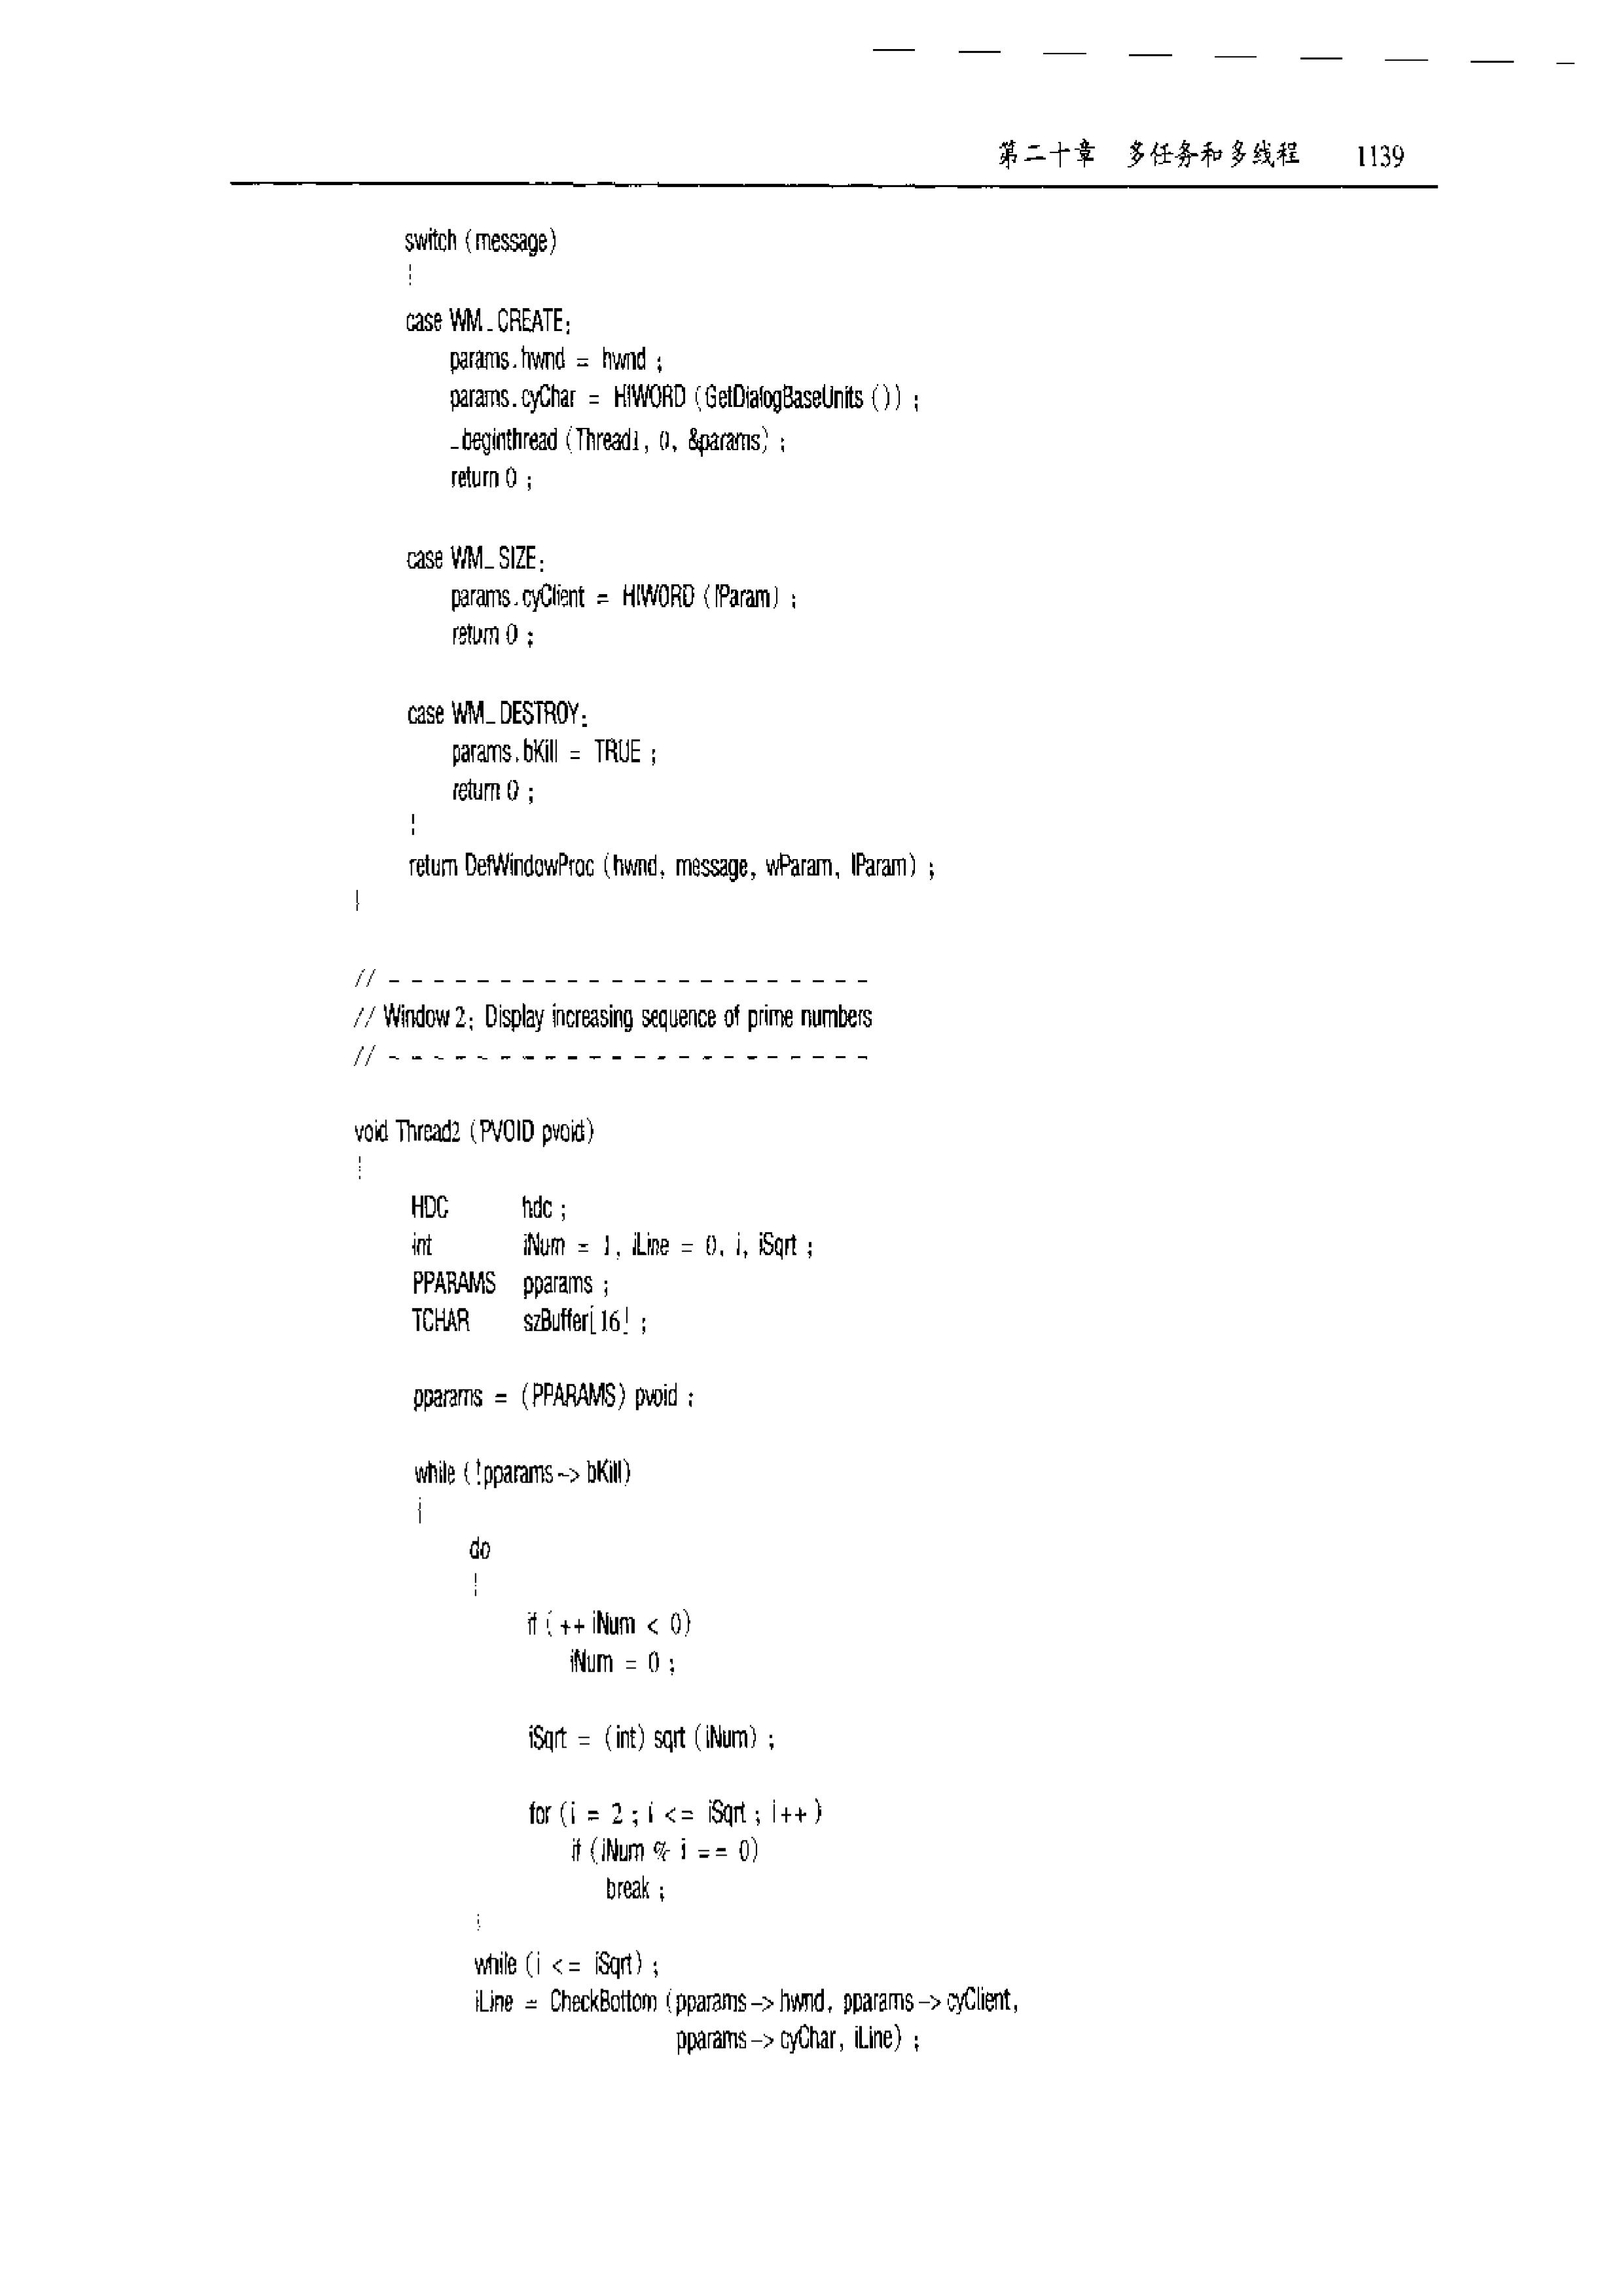 第二十章 多任务和多线程 1139
switch (message)
{
case WM_CREATE:
params.hwnd = hwnd ;
params.cyChar = HIWORD (GetDialogBaseUnits ()) ;
_beginthread (Thread1, 0, &params) ;
return 0 ;
case WM_SIZE:
params.cyClient = HIWORD (lParam) ;
return 0 ;
case WM_DESTROY:
params.bKill = TRUE ;
return 0 ;
}
return DefWindowProc (hwnd, message, wParam, lParam) ;
}
// - - - - - - - - - - - - - - - - - - - - - -
// Window 2: Display increasing sequence of prime numbers
// - - - - - - - - - - - - - - - - - - - - - -
void Thread2 (PVOID pvoid)
{
HDC hdc ;
int iNum = 1, iLine = 0, i, iSqrt ;
PPARAMS pparams ;
TCHAR szBuffer[16] ;
pparams = (PPARAMS) pvoid ;
while (!pparams -> bKill)
{
do
{
if ( ++ iNum < 0)
iNum = 0 ;
iSqrt = (int) sqrt (iNum) ;
for (i = 2 ; i <= iSqrt ; i++ )
if (iNum % i == 0)
break ;
}
while (i <= iSqrt) ;
iLine = CheckBottom (pparams -> hwnd, pparams -> cyClient,
pparams -> cyChar, iLine) ;